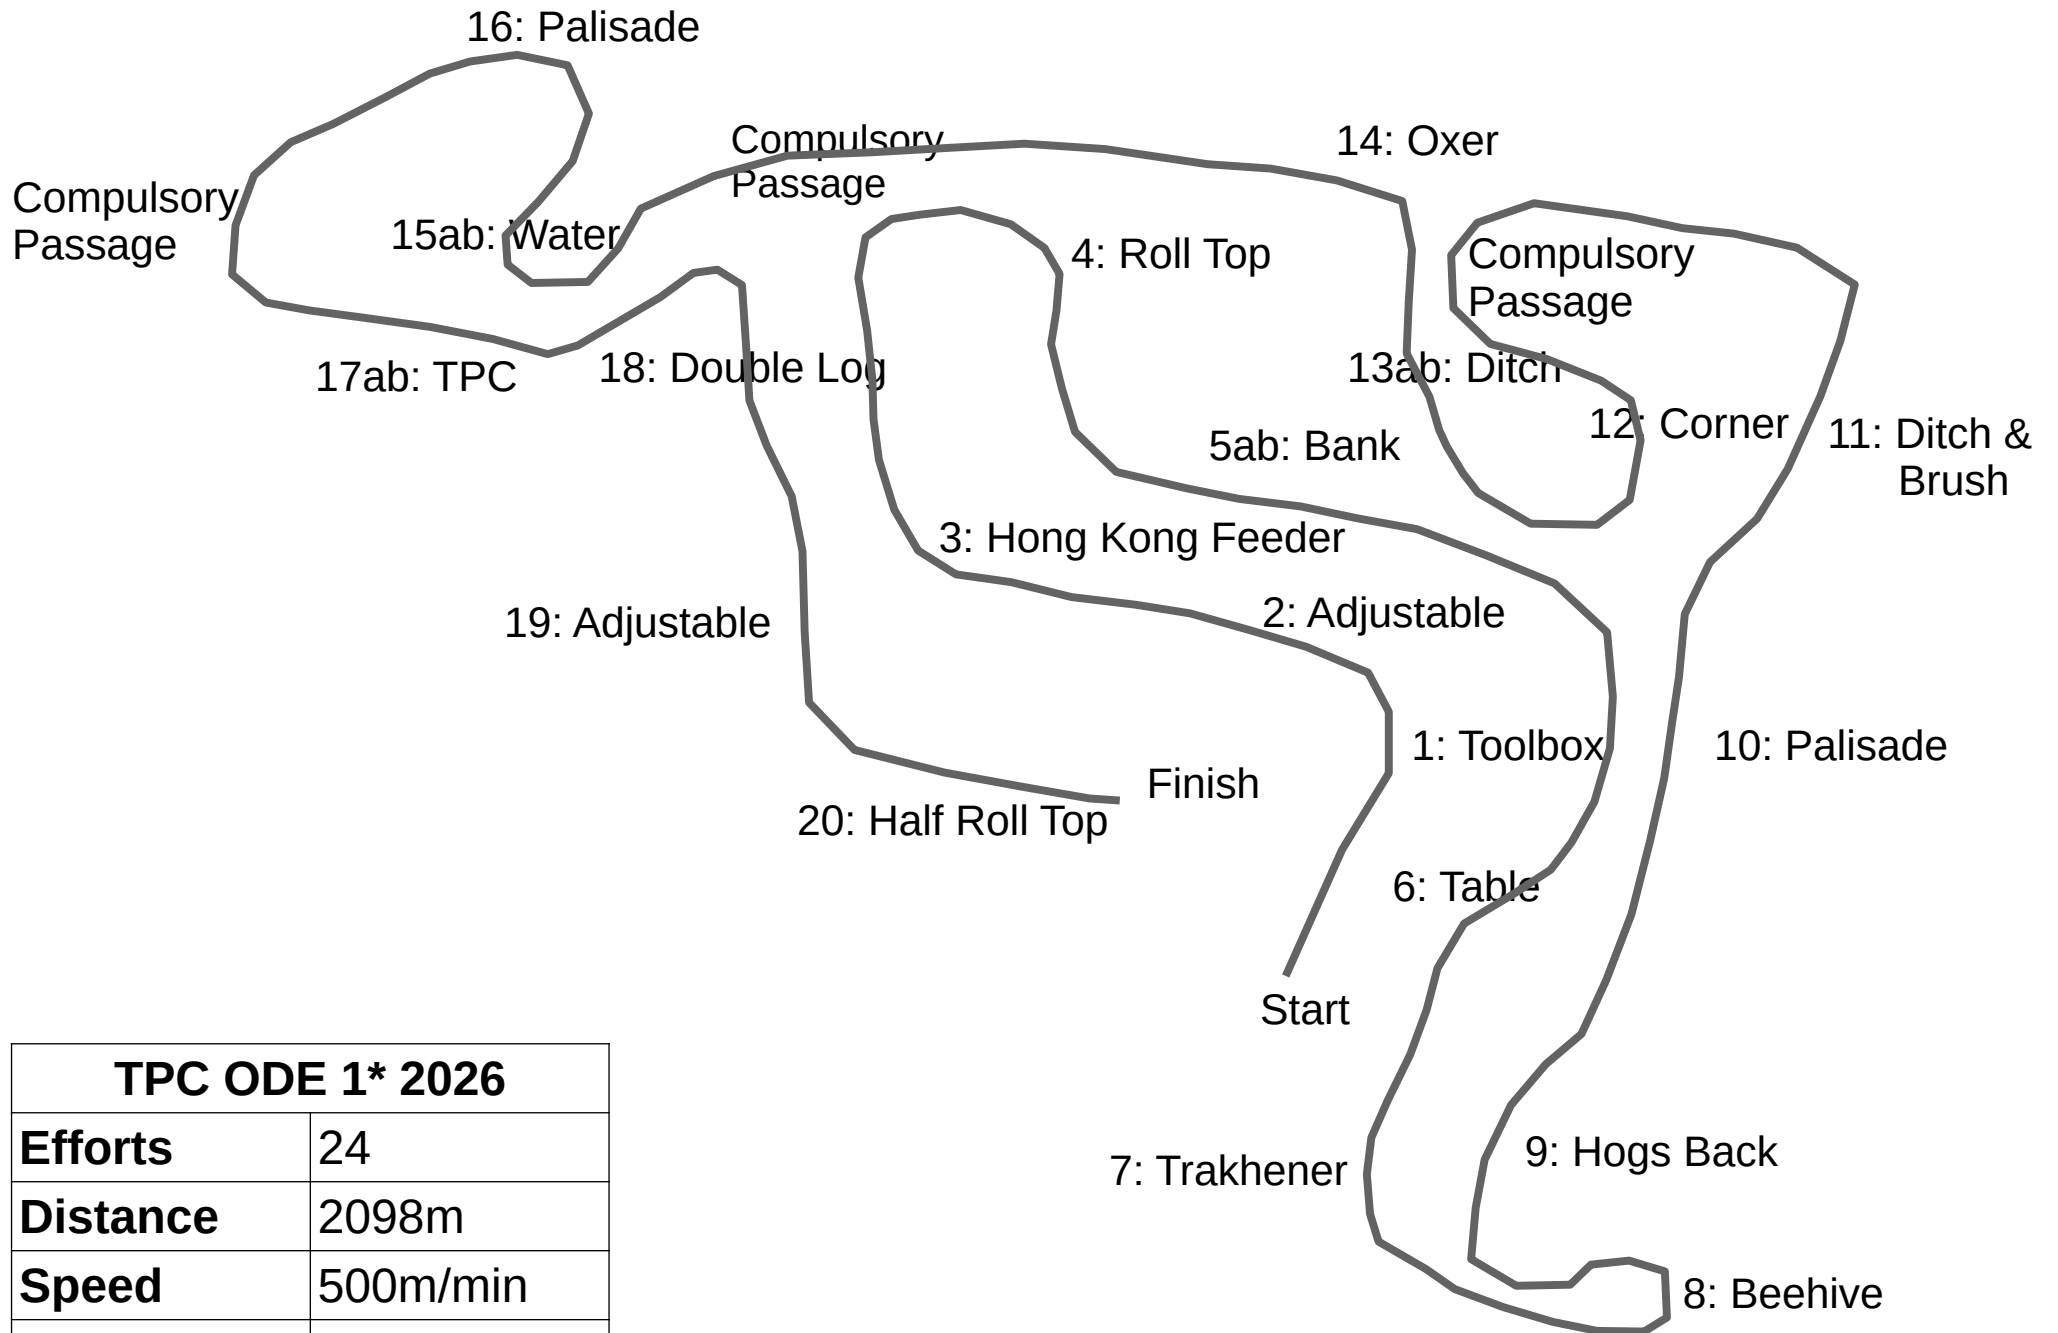 16: Palisade
Compulsory
Passage
14: Oxer
Compulsory
Passage
15ab: Water
4: Roll Top
Compulsory
Passage
17ab: TPC
18: Double Log
13ab: Ditch
12: Corner
11: Ditch &
Brush
5ab: Bank
3: Hong Kong Feeder
2: Adjustable
19: Adjustable
1: Toolbox
10: Palisade
Finish
20: Half Roll Top
6: Table
Start
7: Trakhener
9: Hogs Back
8: Beehive
TPC ODE 1* 2026
Efforts 24
Distance 2098m
Speed 500m/min